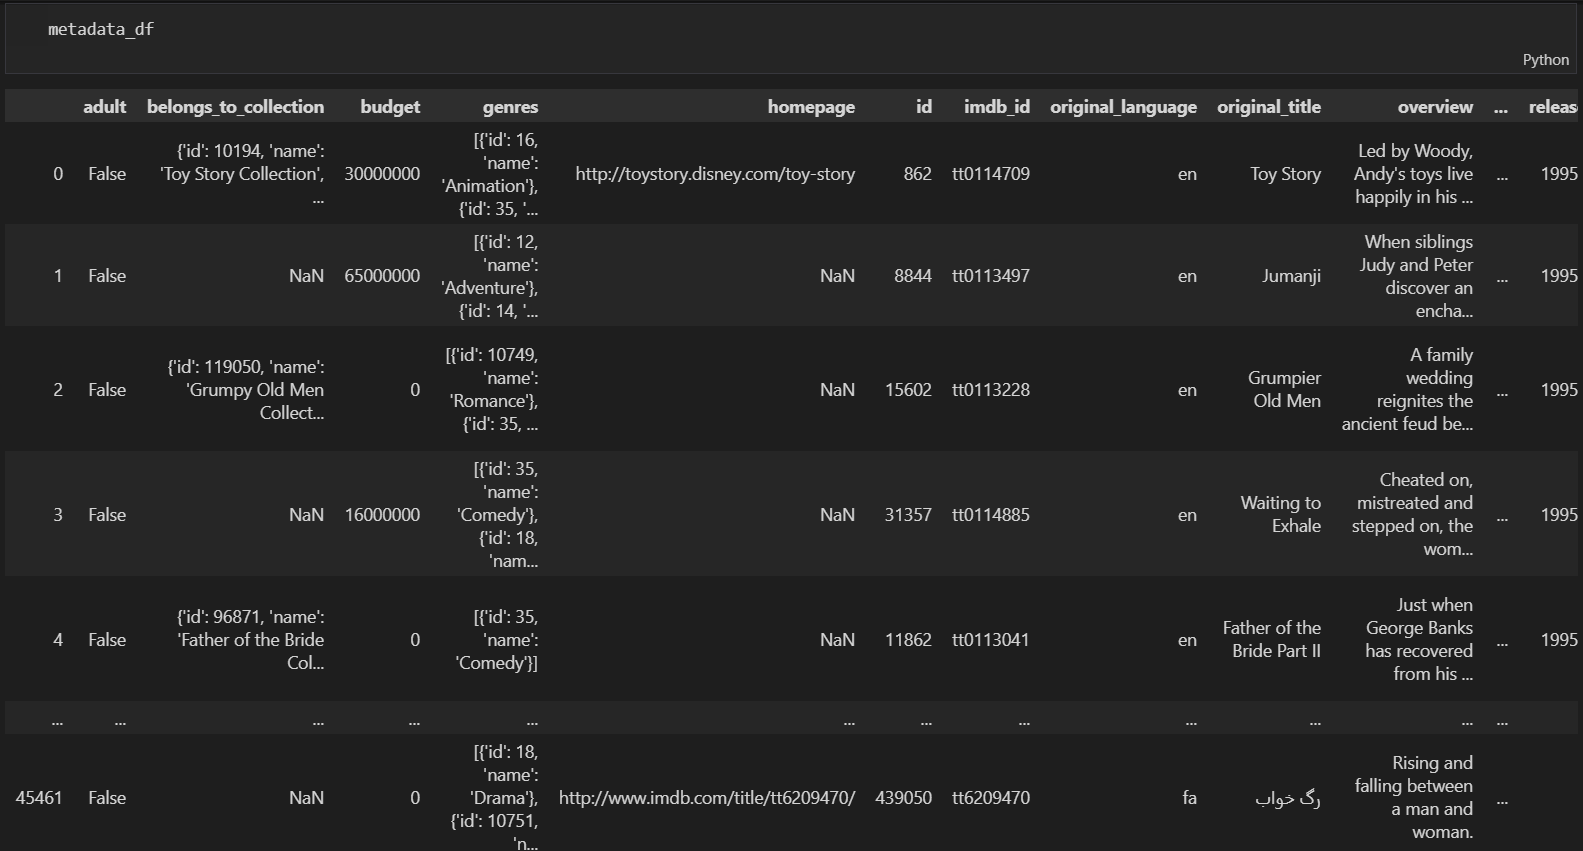 metadata_df
Python
adult belongs_to_collection budget genres homepage id imdb_id original_language original_title overview ... releas
0 False {'id': 10194, 'name': 'Toy Story Collection', ... 30000000 [{'id': 16, 'name': 'Animation'}, {'id': 35, '... http://toystory.disney.com/toy-story 862 tt0114709 en Toy Story Led by Woody, Andy's toys live happily in his ... ... 1995
1 False NaN 65000000 [{'id': 12, 'name': 'Adventure'}, {'id': 14, '... NaN 8844 tt0113497 en Jumanji When siblings Judy and Peter discover an encha... ... 1995
2 False {'id': 119050, 'name': 'Grumpy Old Men Collect... 0 [{'id': 10749, 'name': 'Romance'}, {'id': 35, ... NaN 15602 tt0113228 en Grumpier Old Men A family wedding reignites the ancient feud be... ... 1995
3 False NaN 16000000 [{'id': 35, 'name': 'Comedy'}, {'id': 18, 'nam... NaN 31357 tt0114885 en Waiting to Exhale Cheated on, mistreated and stepped on, the wom... ... 1995
4 False {'id': 96871, 'name': 'Father of the Bride Col... 0 [{'id': 35, 'name': 'Comedy'}] NaN 11862 tt0113041 en Father of the Bride Part II Just when George Banks has recovered from his ... ... 1995
... ... ... ... ... ... ... ... ... ... ... ...
45461 False NaN 0 [{'id': 18, 'name': 'Drama'}, {'id': 10751, 'n... http://www.imdb.com/title/tt6209470/ 439050 tt6209470 fa رگ خواب Rising and falling between a man and woman. ...